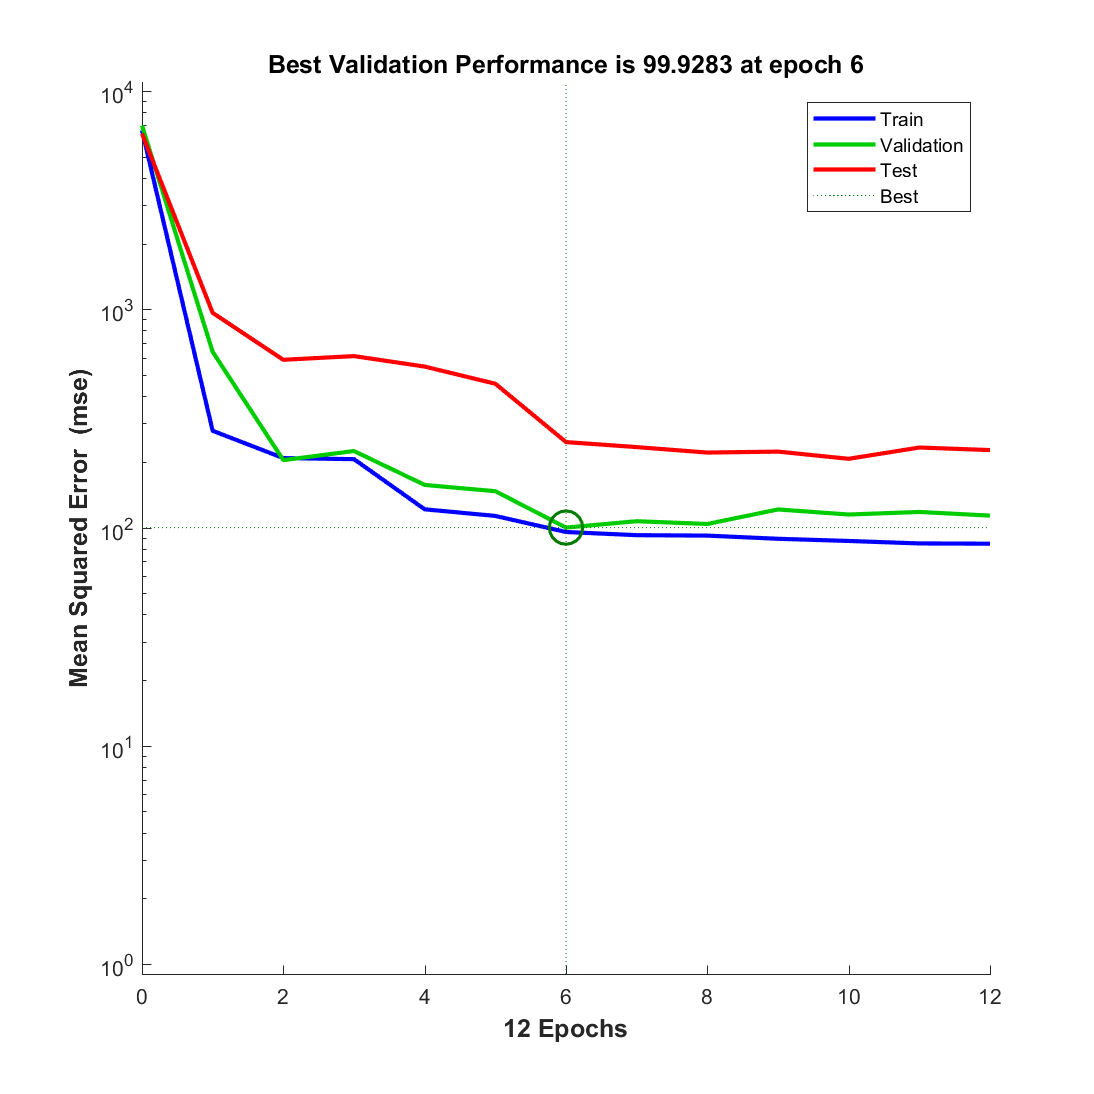 Best Validation Performance is 99.9283 at epoch 6
Train
Validation
Test
Best
Mean Squared Error  (mse)
10^4
10^3
10^2
10^1
10^0
0 2 4 6 8 10 12
12 Epochs